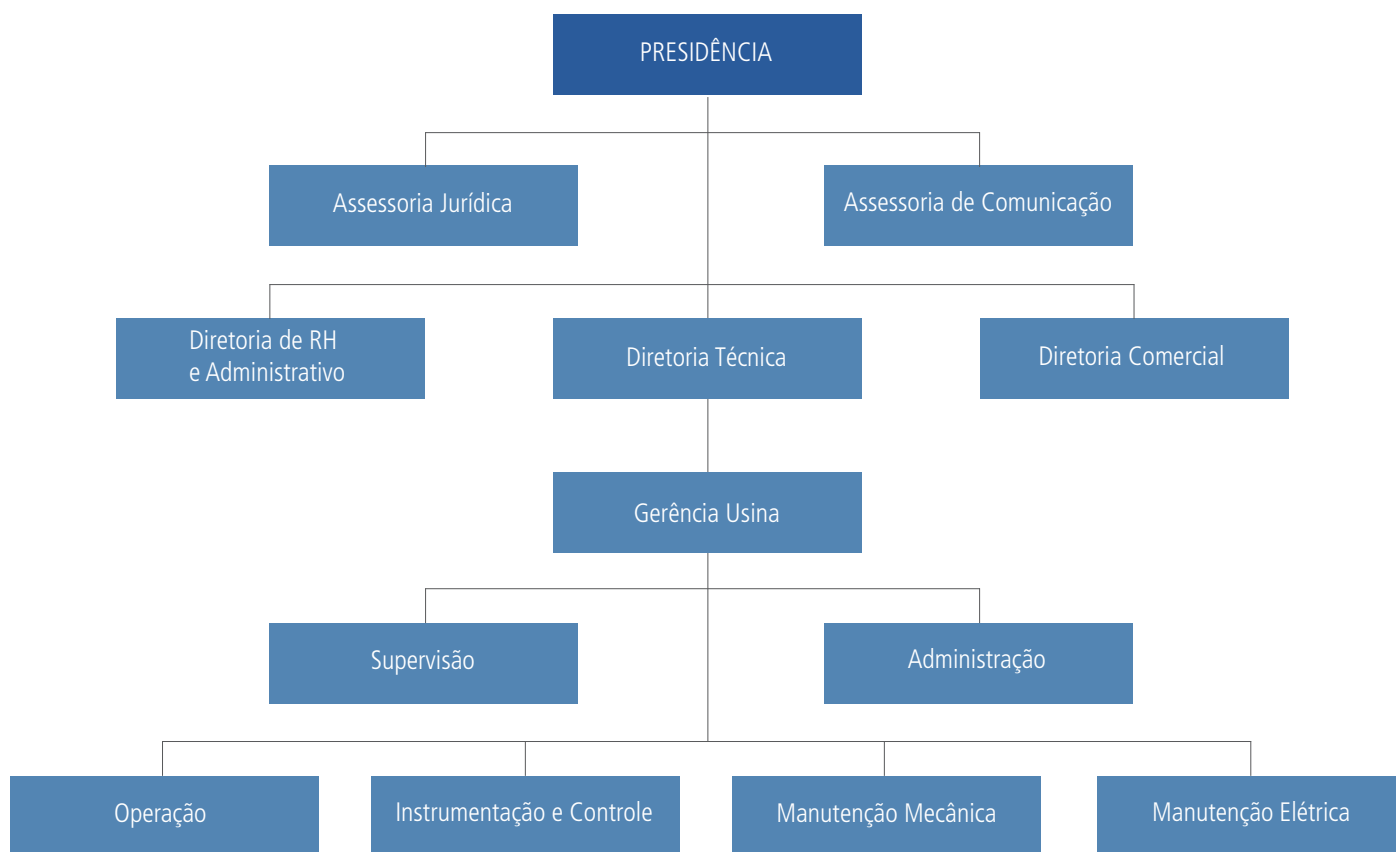 PRESIDÊNCIA
Assessoria Jurídica
Assessoria de Comunicação
Diretoria de RH
e Administrativo
Diretoria Técnica
Diretoria Comercial
Gerência Usina
Supervisão
Administração
Operação
Instrumentação e Controle
Manutenção Mecânica
Manutenção Elétrica